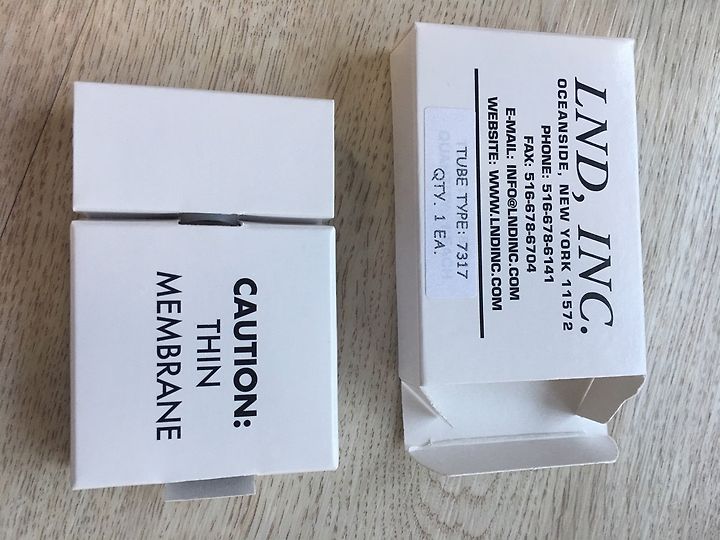 CAUTION:
THIN
MEMBRANE
LND, INC.
OCEANSIDE, NEW YORK 11572
PHONE: 516-678-6141
FAX: 516-678-6704
E-MAIL: INFO@LNDINC.COM
WEBSITE: WWW.LNDINC.COM
TUBE TYPE: 7317
QTY. 1 EA.